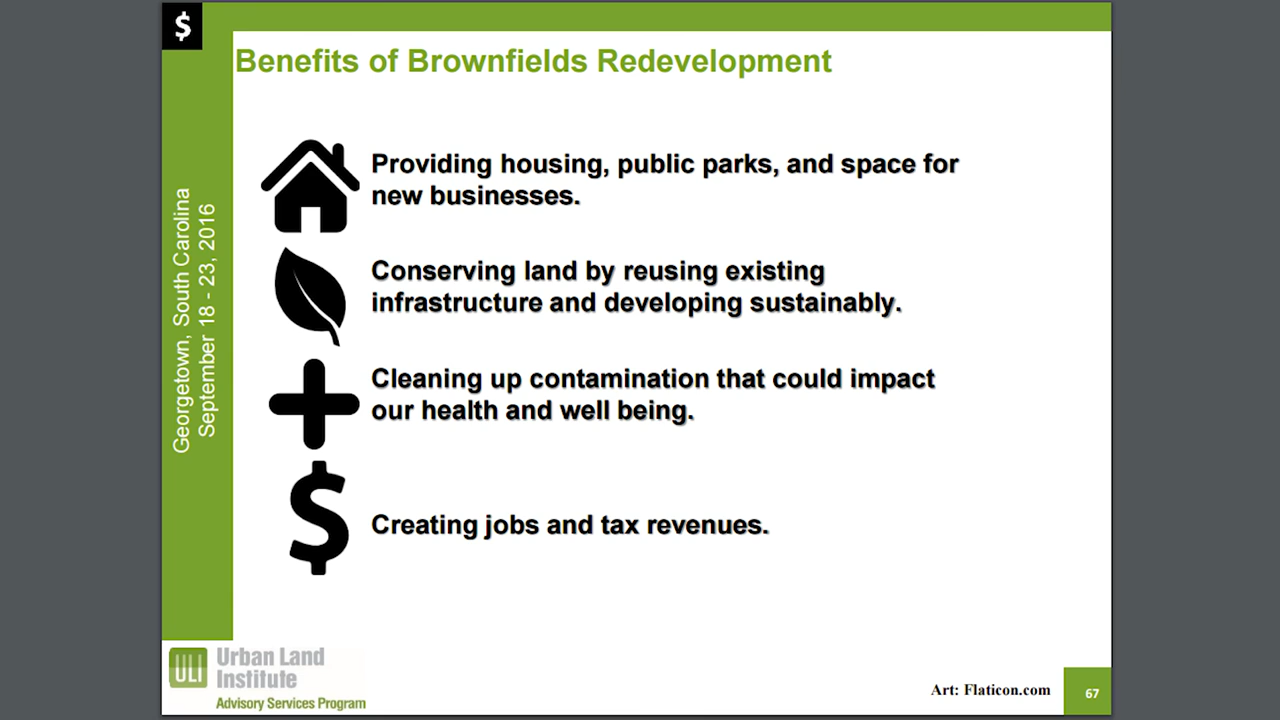 $
Benefits of Brownfields Redevelopment
Georgetown, South Carolina
September 18 - 23, 2016
Providing housing, public parks, and space for
new businesses.
Conserving land by reusing existing
infrastructure and developing sustainably.
Cleaning up contamination that could impact
our health and well being.
$
Creating jobs and tax revenues.
ULI
Urban Land
Institute
Advisory Services Program
Art: Flaticon.com
67